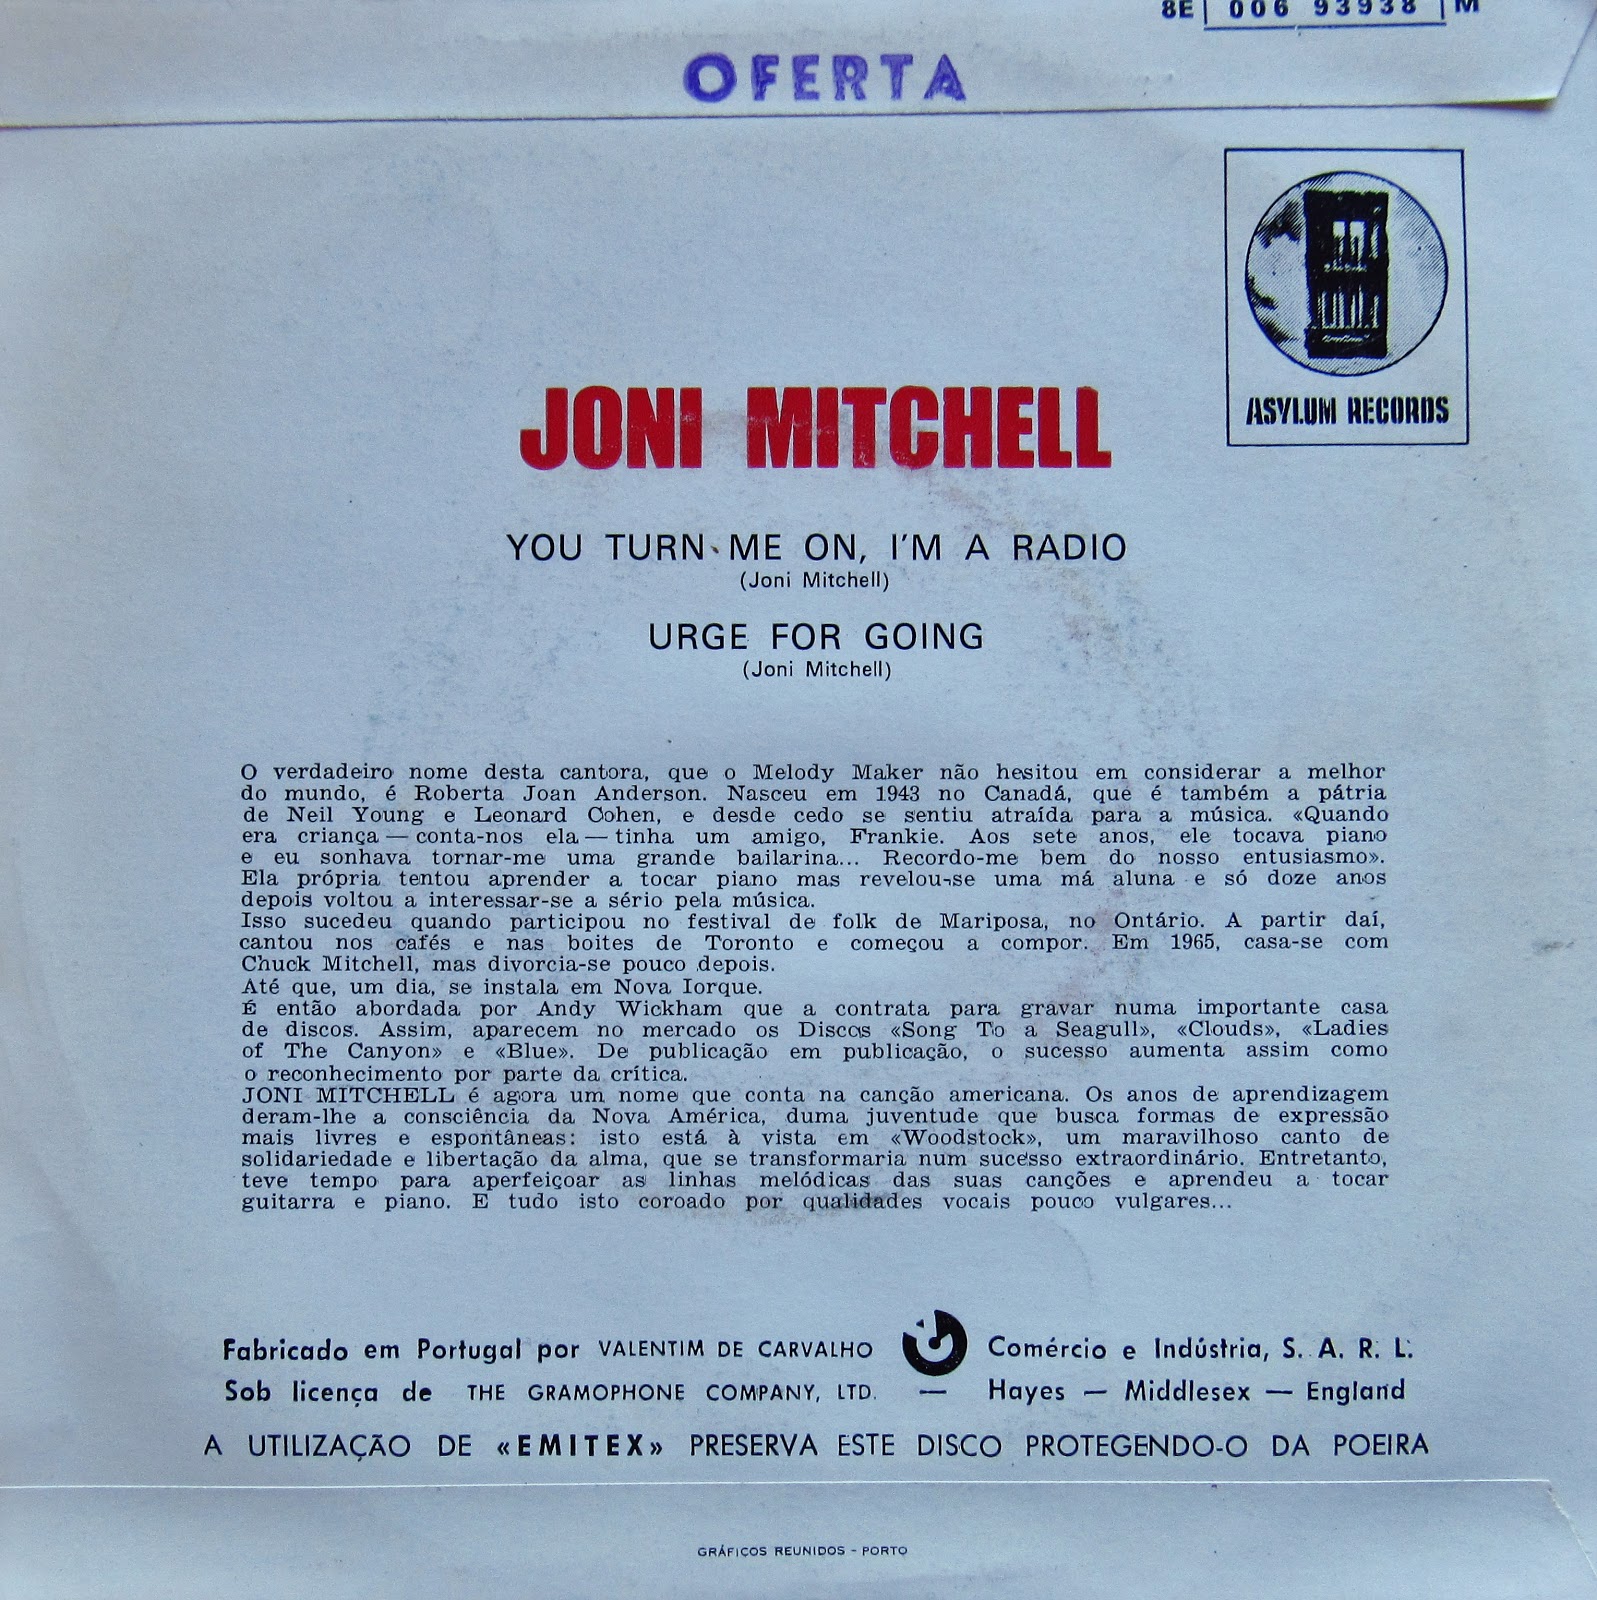 8E 006 93938 M
OFERTA
ASYLUM RECORDS
JONI MITCHELL
YOU TURN ME ON, I'M A RADIO
(Joni Mitchell)
URGE FOR GOING
(Joni Mitchell)
O verdadeiro nome desta cantora, que o Melody Maker não hesitou em considerar a melhor
do mundo, é Roberta Joan Anderson. Nasceu em 1943 no Canadá, que é também a pátria
de Neil Young e Leonard Cohen, e desde cedo se sentiu atraída para a música. «Quando
era criança — conta-nos ela — tinha um amigo, Frankie. Aos sete anos, ele tocava piano
e eu sonhava tornar-me uma grande bailarina... Recordo-me bem do nosso entusiasmo».
Ela própria tentou aprender a tocar piano mas revelou-se uma má aluna e só doze anos
depois voltou a interessar-se a sério pela música.
Isso sucedeu quando participou no festival de folk de Mariposa, no Ontário. A partir daí,
cantou nos cafés e nas boites de Toronto e começou a compor. Em 1965, casa-se com
Chuck Mitchell, mas divorcia-se pouco depois.
Até que, um dia, se instala em Nova Iorque.
É então abordada por Andy Wickham que a contrata para gravar numa importante casa
de discos. Assim, aparecem no mercado os Discos «Song To a Seagull», «Clouds», «Ladies
of The Canyon» e «Blue». De publicação em publicação, o sucesso aumenta assim como
o reconhecimento por parte da crítica.
JONI MITCHELL é agora um nome que conta na canção americana. Os anos de aprendizagem
deram-lhe a consciência da Nova América, duma juventude que busca formas de expressão
mais livres e espontâneas: isto está à vista em «Woodstock», um maravilhoso canto de
solidariedade e libertação da alma, que se transformaria num sucesso extraordinário. Entretanto,
teve tempo para aperfeiçoar as linhas melódicas das suas canções e aprendeu a tocar
guitarra e piano. E tudo isto coroado por qualidades vocais pouco vulgares...
Fabricado em Portugal por VALENTIM DE CARVALHO Comércio e Indústria, S. A. R. L.
Sob licença de THE GRAMOPHONE COMPANY, LTD. — Hayes — Middlesex — England
A UTILIZAÇÃO DE «EMITEX» PRESERVA ESTE DISCO PROTEGENDO-O DA POEIRA
GRÁFICOS REUNIDOS - PORTO